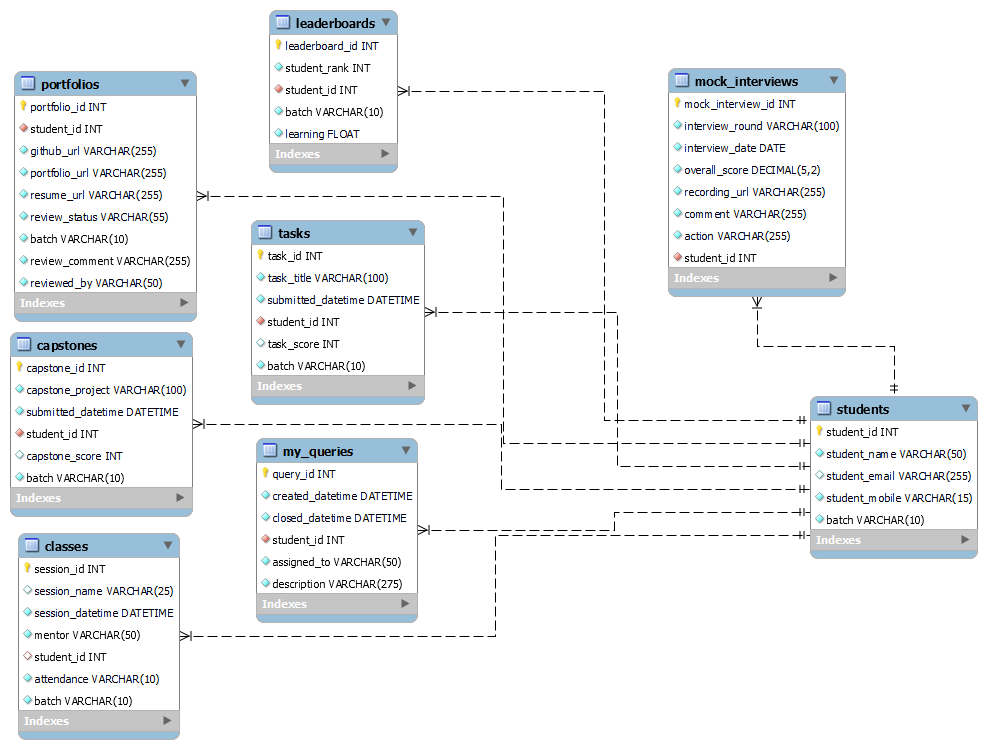 leaderboards
leaderboard_id INT
student_rank INT
student_id INT
batch VARCHAR(10)
learning FLOAT
Indexes
portfolios
portfolio_id INT
student_id INT
github_url VARCHAR(255)
portfolio_url VARCHAR(255)
resume_url VARCHAR(255)
review_status VARCHAR(55)
batch VARCHAR(10)
review_comment VARCHAR(255)
reviewed_by VARCHAR(50)
Indexes
mock_interviews
mock_interview_id INT
interview_round VARCHAR(100)
interview_date DATE
overall_score DECIMAL(5,2)
recording_url VARCHAR(255)
comment VARCHAR(255)
action VARCHAR(255)
student_id INT
Indexes
tasks
task_id INT
task_title VARCHAR(100)
submitted_datetime DATETIME
student_id INT
task_score INT
batch VARCHAR(10)
Indexes
capstones
capstone_id INT
capstone_project VARCHAR(100)
submitted_datetime DATETIME
student_id INT
capstone_score INT
batch VARCHAR(10)
Indexes
students
student_id INT
student_name VARCHAR(50)
student_email VARCHAR(255)
student_mobile VARCHAR(15)
batch VARCHAR(10)
Indexes
my_queries
query_id INT
created_datetime DATETIME
closed_datetime DATETIME
student_id INT
assigned_to VARCHAR(50)
description VARCHAR(275)
Indexes
classes
session_id INT
session_name VARCHAR(25)
session_datetime DATETIME
mentor VARCHAR(50)
student_id INT
attendance VARCHAR(10)
batch VARCHAR(10)
Indexes